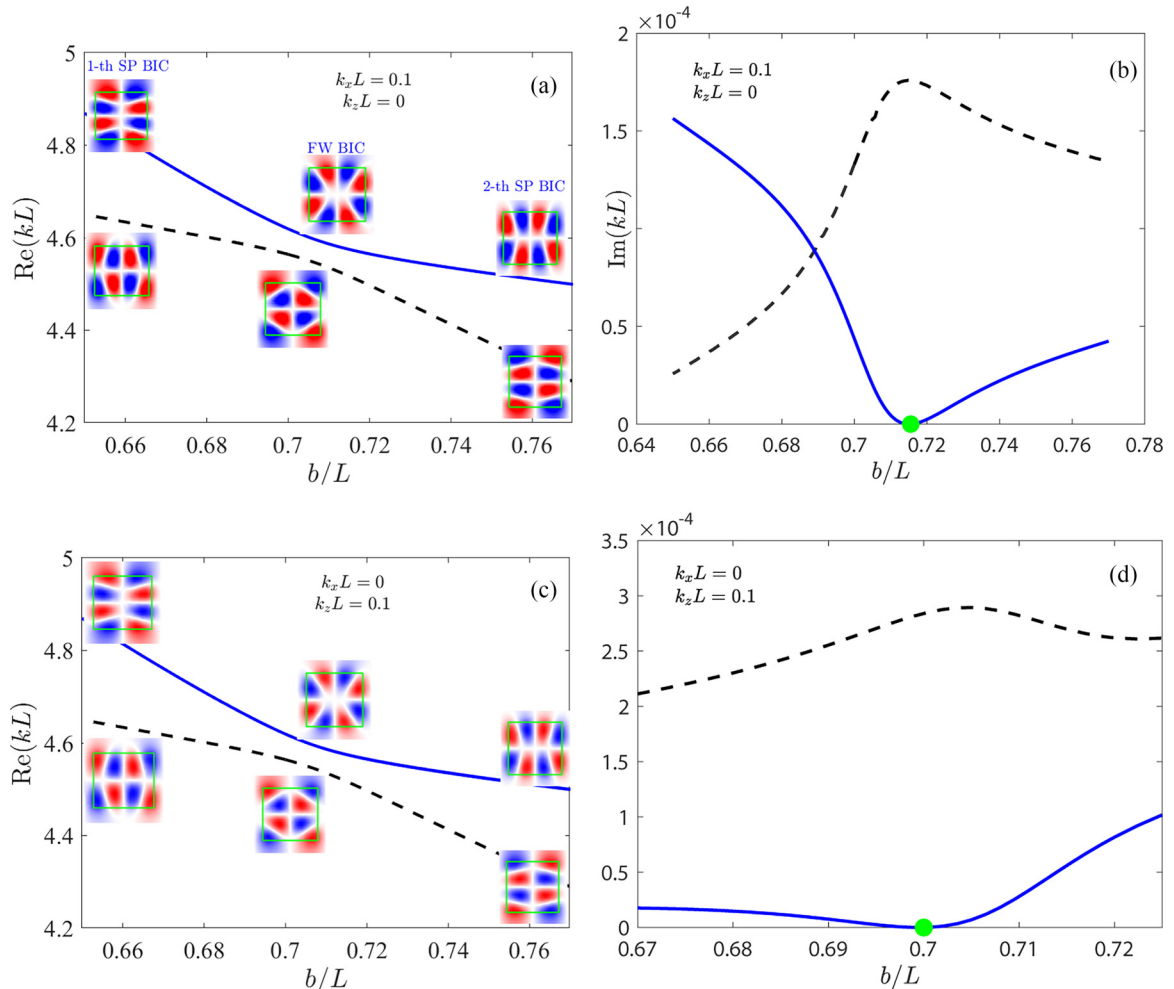 1-th SP BIC
k_xL = 0.1
k_zL = 0
(a)
FW BIC
2-th SP BIC
Re(kL)
5
4.8
4.6
4.4
4.2
0.66
0.68
0.7
0.72
0.74
0.76
b/L
×10⁻⁴
k_xL = 0.1
k_zL = 0
(b)
Im(kL)
2
1.5
1
0.5
0
0.64
0.66
0.68
0.7
0.72
0.74
0.76
0.78
b/L
k_xL = 0
k_zL = 0.1
(c)
Re(kL)
5
4.8
4.6
4.4
4.2
0.66
0.68
0.7
0.72
0.74
0.76
b/L
×10⁻⁴
k_xL = 0
k_zL = 0.1
(d)
3.5
3
2.5
2
1.5
1
0.5
0
0.67
0.68
0.69
0.7
0.71
0.72
b/L